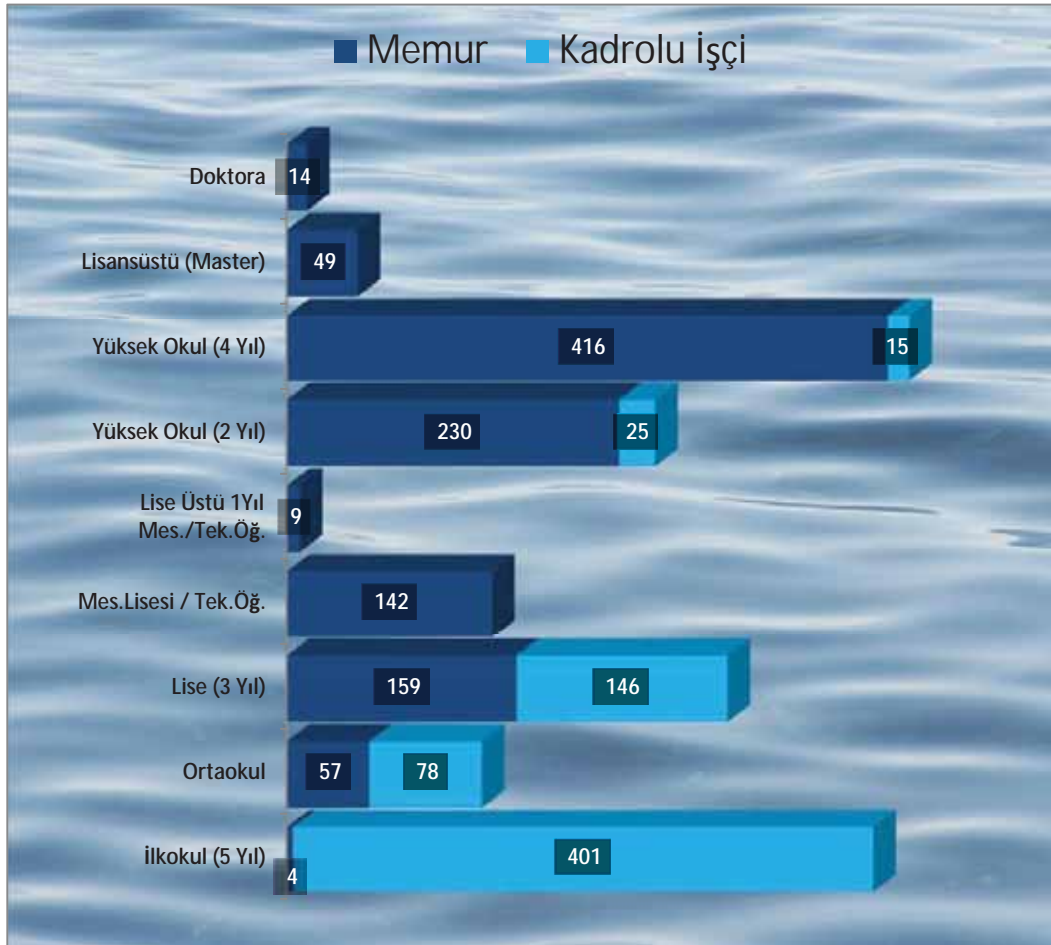 Memur Kadrolu İşçi
Doktora 14
Lisansüstü (Master) 49
Yüksek Okul (4 Yıl) 416 15
Yüksek Okul (2 Yıl) 230 25
Lise Üstü 1Yıl
Mes./Tek.Öğ. 9
Mes.Lisesi / Tek.Öğ. 142
Lise (3 Yıl) 159 146
Ortaokul 57 78
İlkokul (5 Yıl) 4 401